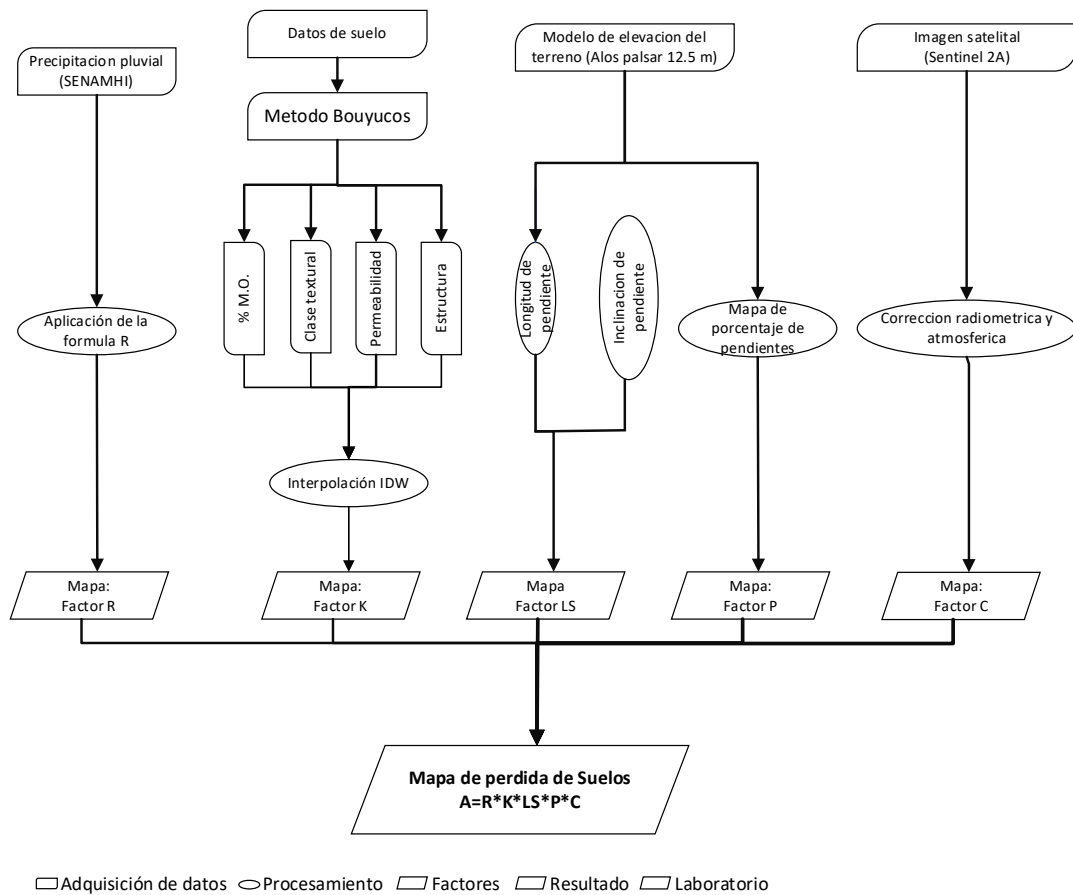 Precipitacion pluvial
(SENAMHI)
Datos de suelo
Modelo de elevacion del
terreno (Alos palsar 12.5 m)
Imagen satelital
(Sentinel 2A)
Metodo Bouyucos
% M.O.
Clase textural
Permeabilidad
Estructura
Longitud de
pendiente
Inclinacion de
pendiente
Aplicación de la
formula R
Mapa de
porcentaje de
pendientes
Correccion radiometrica y
atmosferica
Interpolación IDW
Mapa:
Factor R
Mapa:
Factor K
Mapa
Factor LS
Mapa:
Factor P
Mapa:
Factor C
Mapa de perdida de Suelos
A=R*K*LS*P*C
Adquisición de datos
Procesamiento
Factores
Resultado
Laboratorio